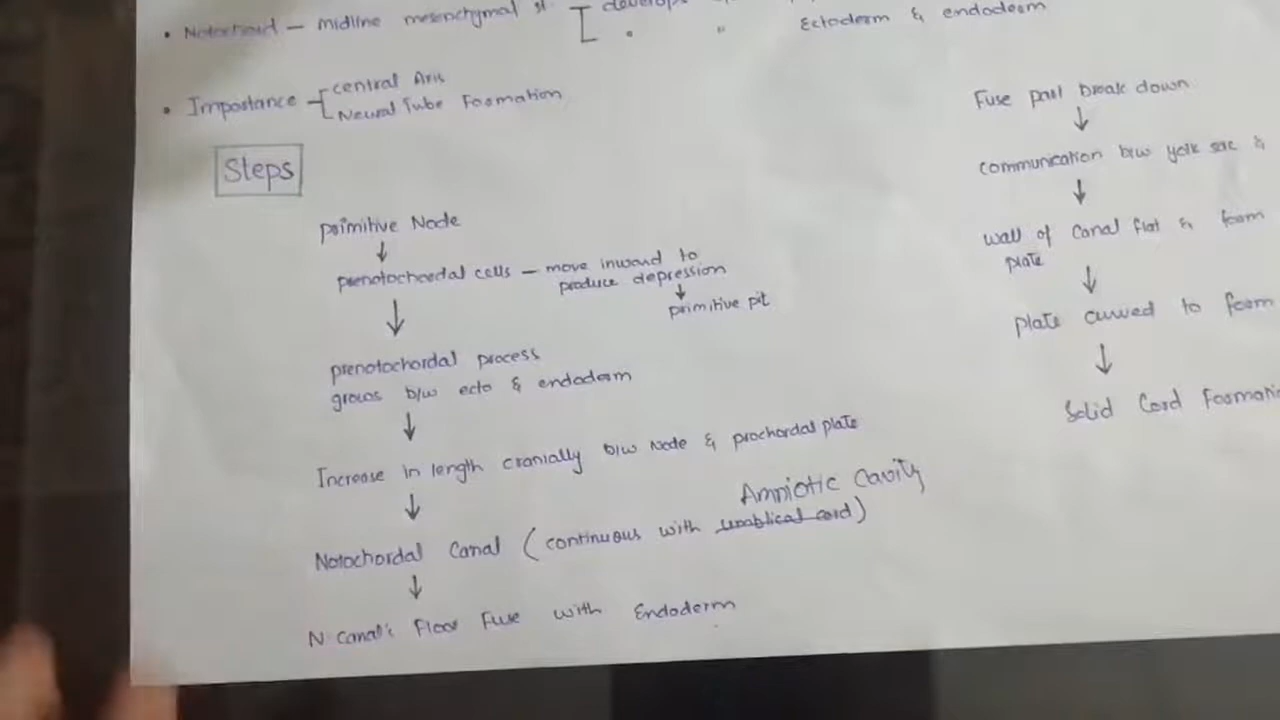 • Notochord – midline mesenchymal st. [ develops
• " Ectoderm & endoderm
• Importance – [ central Axis
Neural Tube Formation
Steps
primitive Node
↓
prenotochordal cells – move inward to
produce depression
↓
primitive pit
↓
prenotochordal process
grows b/w ecto & endoderm
↓
Increase in length cranially b/w Node & prochordal plate
↓
Amniotic Cavity
Notochordal Canal (continuous with umblical cord)
↓
N. Canal's Floor Fuse with Endoderm
Fuse part break down
↓
communication b/w yolk sac &
↓
wall of Canal flat & form
plate
↓
plate curved to form
↓
Solid Cord